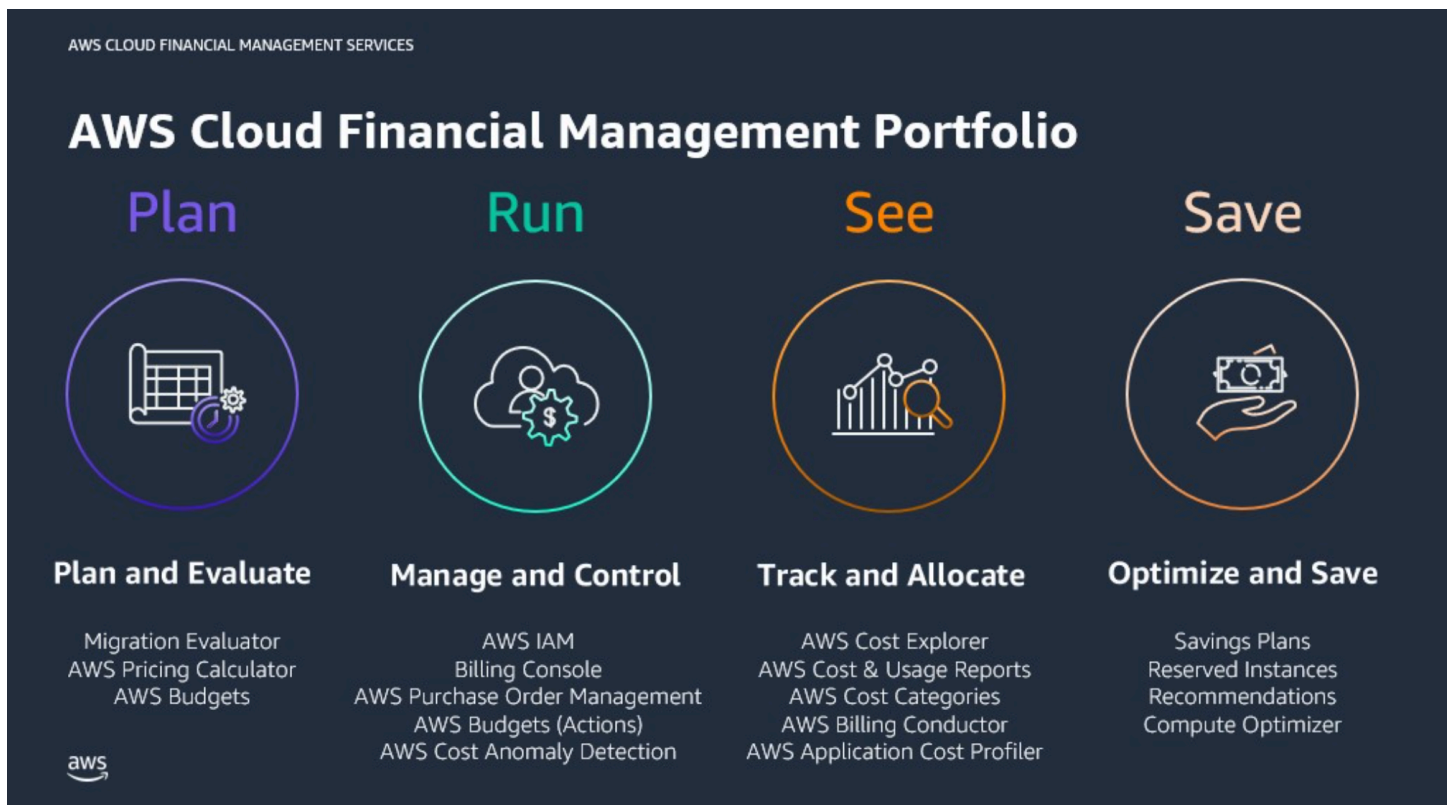 AWS CLOUD FINANCIAL MANAGEMENT SERVICES
AWS Cloud Financial Management Portfolio
Plan
Run
See
Save
$
Plan and Evaluate
Manage and Control
Track and Allocate
Optimize and Save
Migration Evaluator
AWS Pricing Calculator
AWS Budgets
AWS IAM
Billing Console
AWS Purchase Order Management
AWS Budgets (Actions)
AWS Cost Anomaly Detection
AWS Cost Explorer
AWS Cost & Usage Reports
AWS Cost Categories
AWS Billing Conductor
AWS Application Cost Profiler
Savings Plans
Reserved Instances
Recommendations
Compute Optimizer
aws